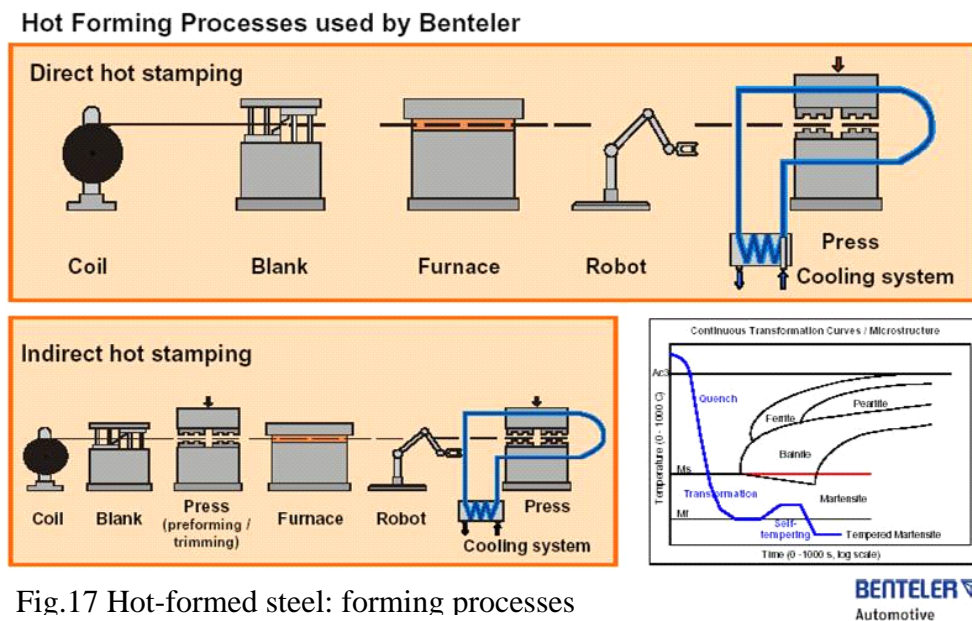 Hot Forming Processes used by Benteler
Direct hot stamping
Coil
Blank
Furnace
Robot
Press
Cooling system
Indirect hot stamping
Coil
Blank
Press
(preforming /
trimming)
Furnace
Robot
Press
Cooling system
Continuous Transformation Curves / Microstructure
Temperature (0 - 1000 C)
Ac3
Quench
Ferrite
Pearlite
Bainite
Ms
Transformation
Martensite
Mf
Self-
tempering
Tempered Martensite
Time (0 -1000 s, log scale)
Fig.17 Hot-formed steel: forming processes
BENTELER
Automotive